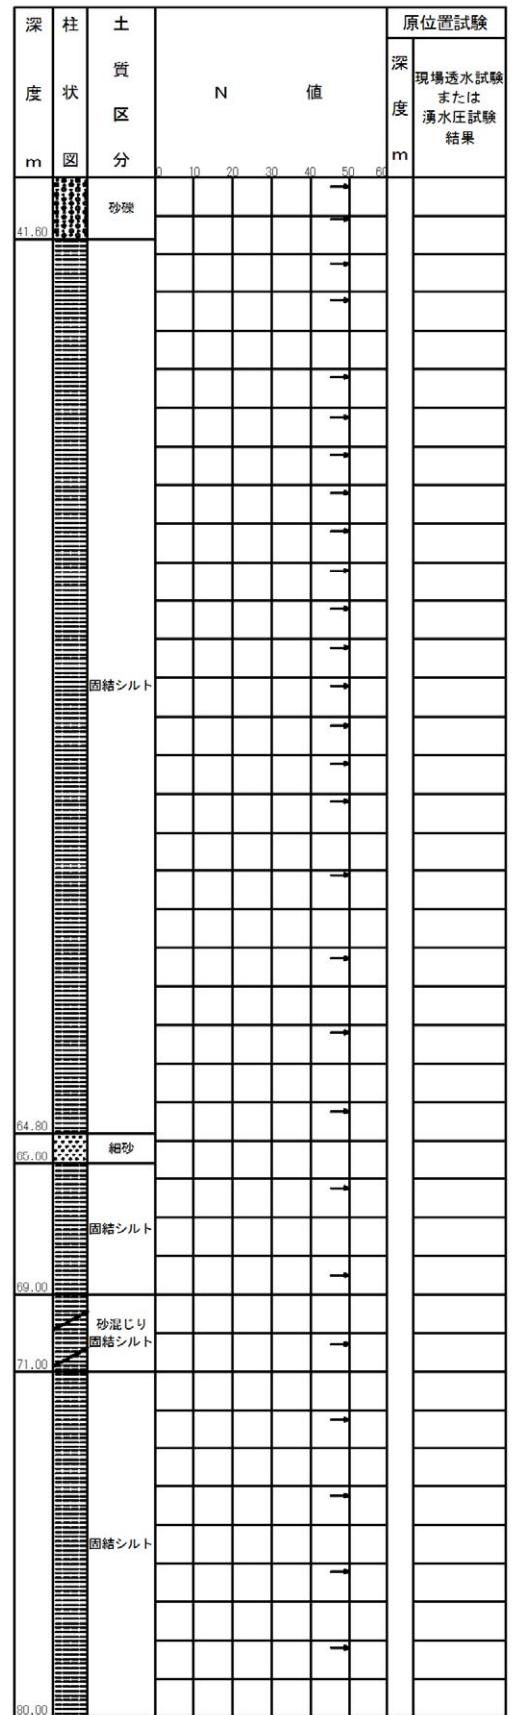 深度m
柱状図
土質区分
N値
0 10 20 30 40 50 60
原位置試験
深度m
現場透水試験
または
湧水圧試験
結果
砂礫
41.60
固結シルト
64.80
細砂
65.60
固結シルト
69.00
砂混じり
固結シルト
71.00
固結シルト
80.00